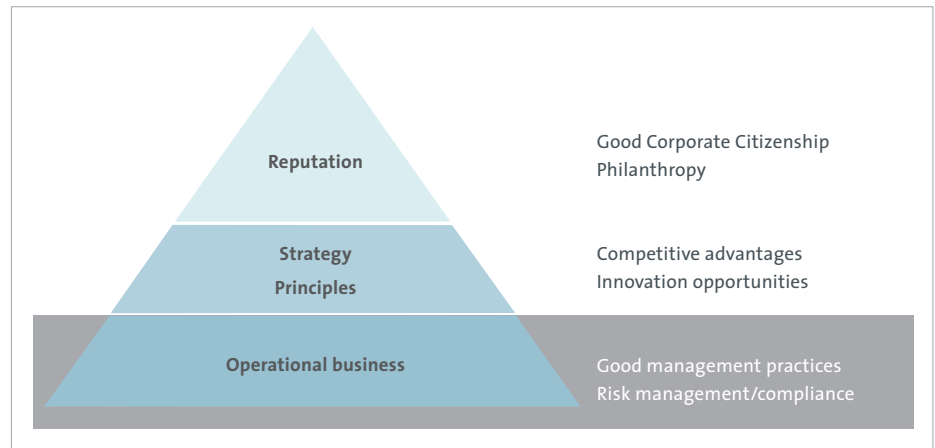 Reputation
Good Corporate Citizenship
Philanthropy
Strategy
Principles
Competitive advantages
Innovation opportunities
Operational business
Good management practices
Risk management/compliance